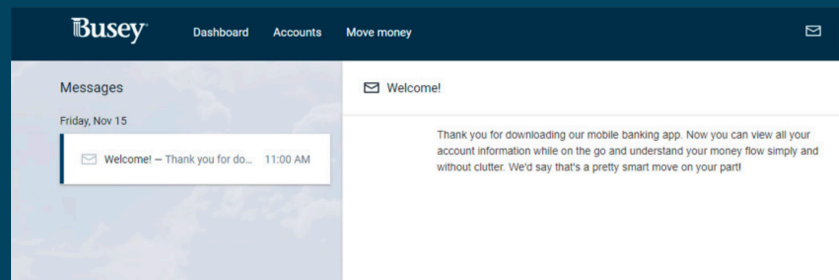 Busey
Dashboard Accounts Move money
Messages
Friday, Nov 15
Welcome! – Thank you for do... 11:00 AM
Welcome!
Thank you for downloading our mobile banking app. Now you can view all your
account information while on the go and understand your money flow simply and
without clutter. We'd say that's a pretty smart move on your part!